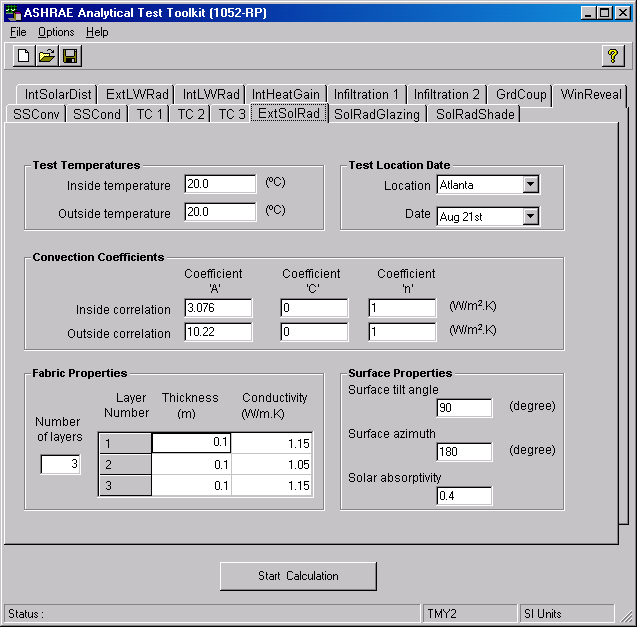 ASHRAE Analytical Test Toolkit (1052-RP)
File Options Help
IntSolarDist ExtLWRad IntLWRad IntHeatGain Infiltration 1 Infiltration 2 GrdCoup WinReveal
SSConv SSCond TC 1 TC 2 TC 3 ExtSolRad SolRadGlazing SolRadShade
Test Temperatures
Inside temperature 20.0 (ºC)
Outside temperature 20.0 (ºC)
Test Location Date
Location Atlanta
Date Aug 21st
Convection Coefficients
Coefficient Coefficient Coefficient
'A' 'C' 'n'
Inside correlation 3.076 0 1 (W/m².K)
Outside correlation 10.22 0 1 (W/m².K)
Fabric Properties
Layer Thickness Conductivity
Number (m) (W/m.K)
Number
of layers
3
1 0.1 1.15
2 0.1 1.05
3 0.1 1.15
Surface Properties
Surface tilt angle
90 (degree)
Surface azimuth
180 (degree)
Solar absorptivity
0.4
Start Calculation
Status : TMY2 SI Units